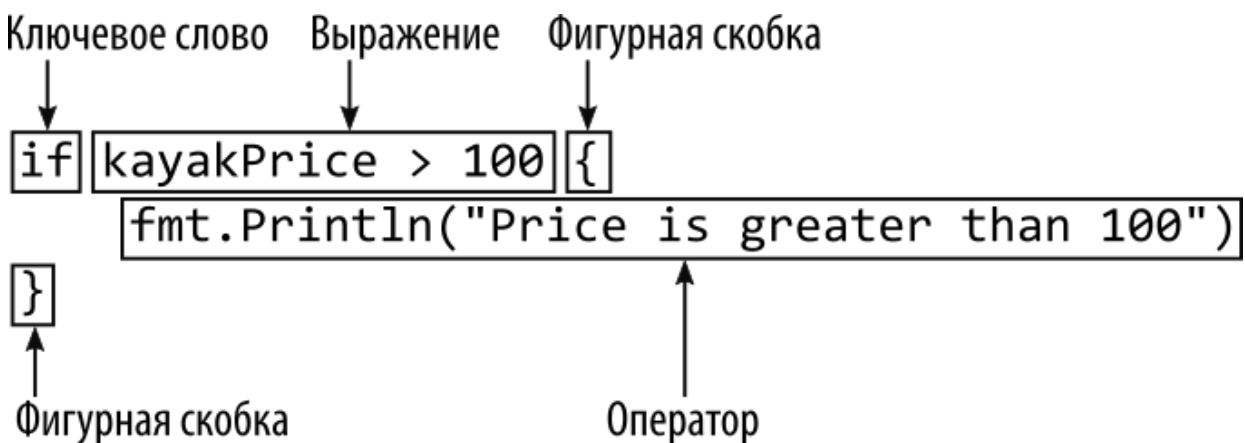 Ключевое слово Выражение Фигурная скобка
if kayakPrice > 100 {
fmt.Println("Price is greater than 100")
}
Фигурная скобка Оператор